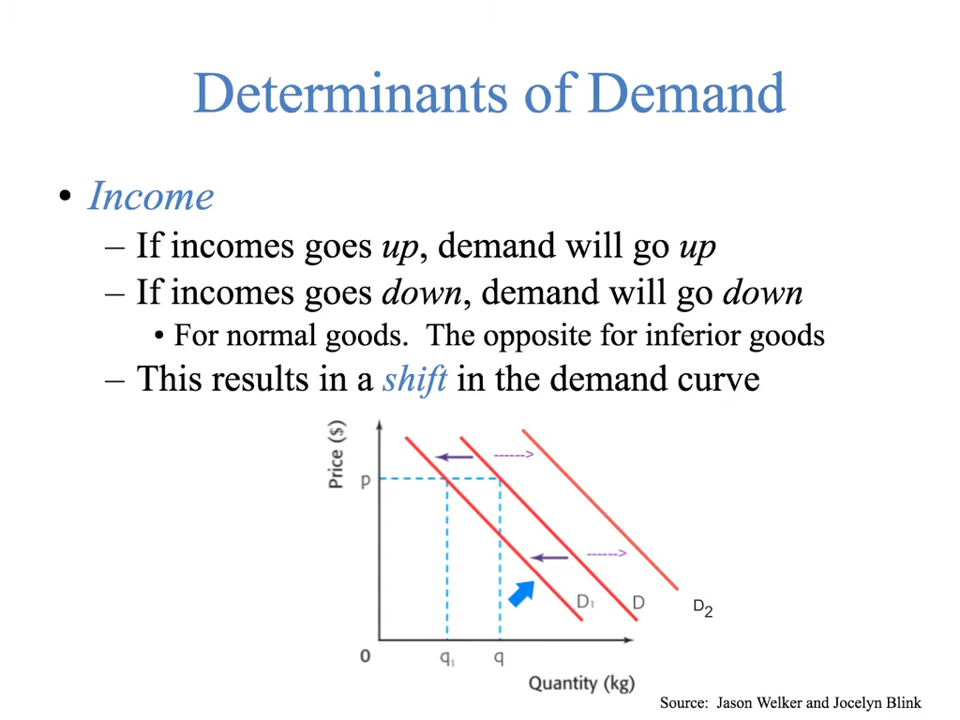 Determinants of Demand
• Income
– If incomes goes up, demand will go up
– If incomes goes down, demand will go down
• For normal goods. The opposite for inferior goods
– This results in a shift in the demand curve
Price ($)
P
D₁
D
D₂
0
q₁
q
Quantity (kg)
Source: Jason Welker and Jocelyn Blink